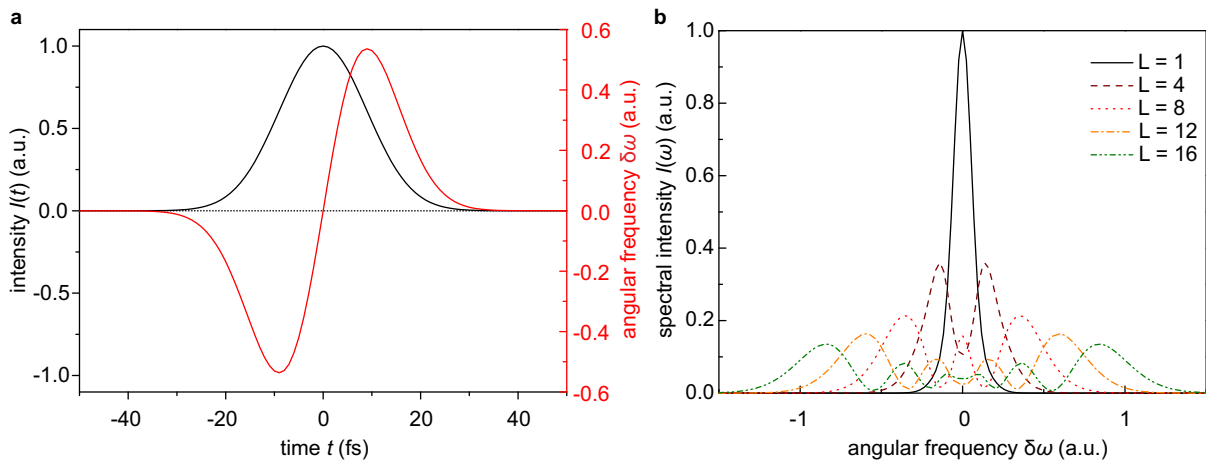 a
intensity I(t) (a.u.)
1.0
0.5
0.0
-0.5
-1.0
-40
-20
0
20
40
time t (fs)
0.6
0.4
0.2
0.0
-0.2
-0.4
-0.6
angular frequency δω (a.u.)
b
spectral intensity I(ω) (a.u.)
1.0
0.8
0.6
0.4
0.2
0.0
-1
0
1
angular frequency δω (a.u.)
L = 1
L = 4
L = 8
L = 12
L = 16